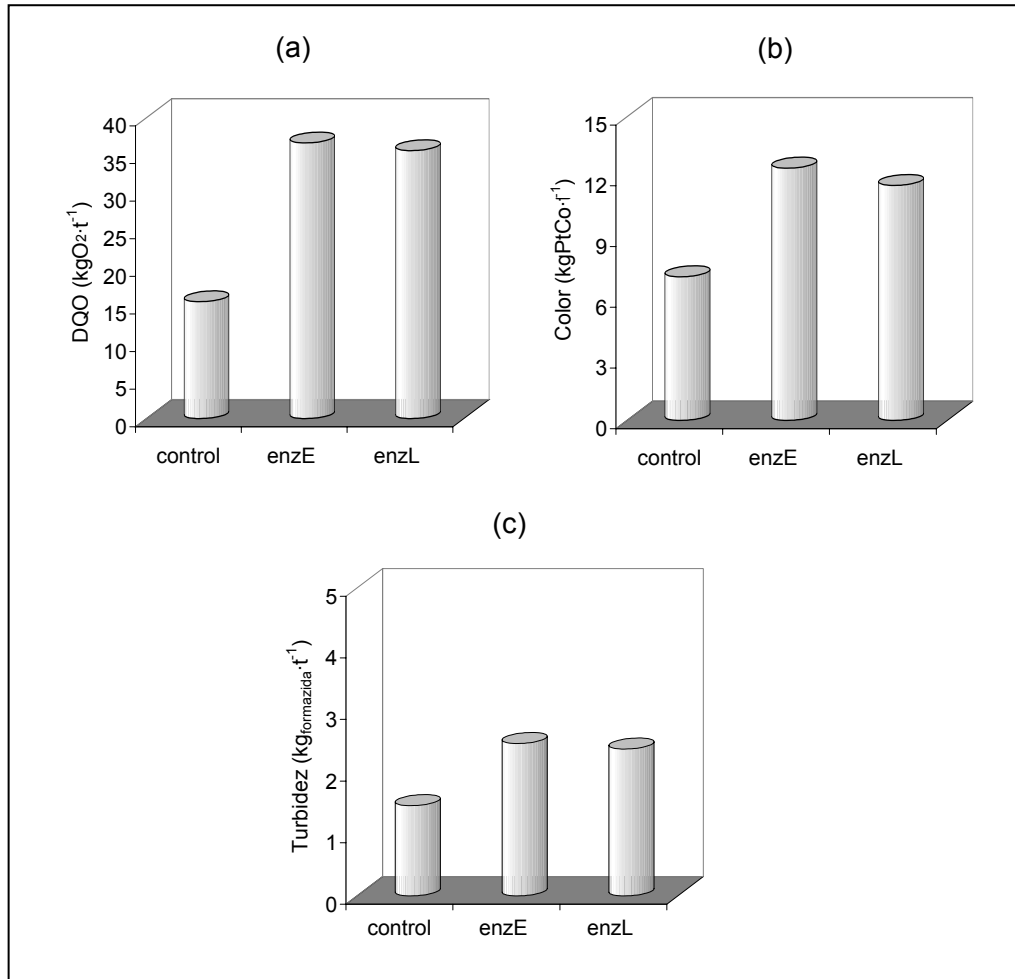 (a)
DQO (kgO₂·t⁻¹)
40
35
30
25
20
15
10
5
0
control enzE enzL
(b)
Color (kgPtCo·l⁻¹)
15
12
9
6
3
0
control enzE enzL
(c)
Turbidez (kg formazida·t⁻¹)
5
4
3
2
1
0
control enzE enzL